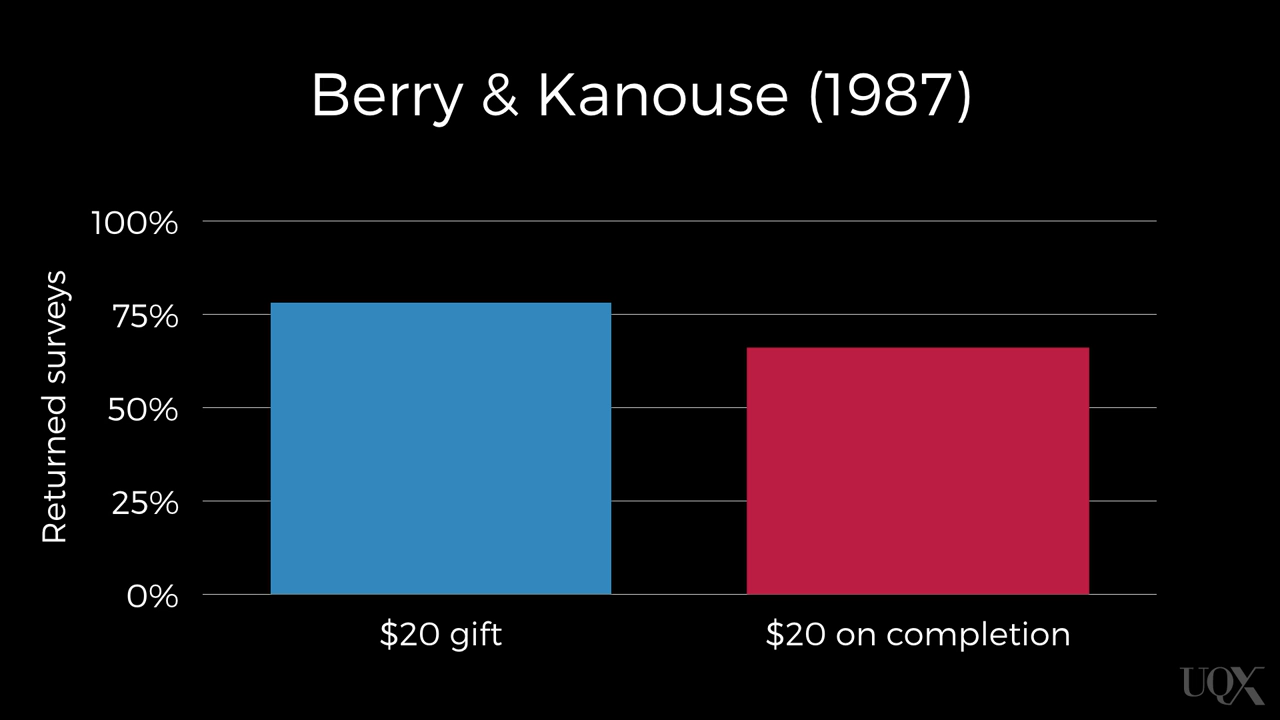 Berry & Kanouse (1987)
100%
75%
50%
25%
0%
Returned surveys
$20 gift
$20 on completion
UQX